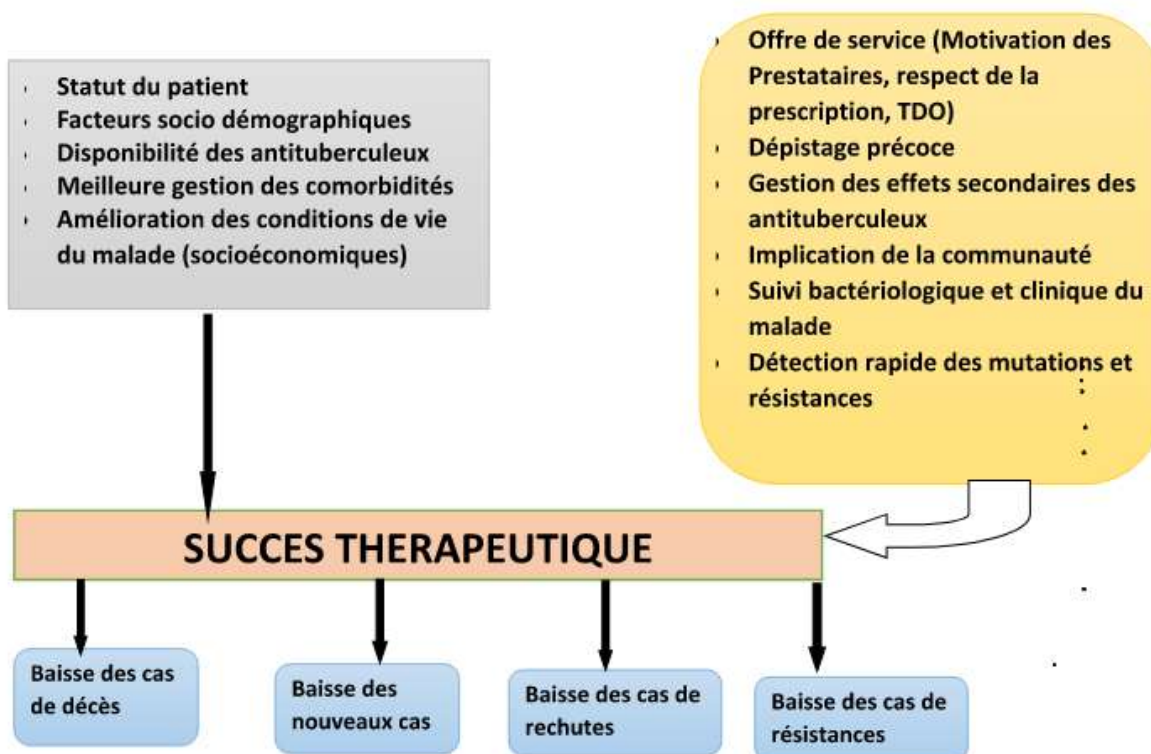 Statut du patient
Facteurs socio démographiques
Disponibilité des antituberculeux
Meilleure gestion des comorbidités
Amélioration des conditions de vie
du malade (socioéconomiques)
Offre de service (Motivation des
Prestataires, respect de la
prescription, TDO)
Dépistage précoce
Gestion des effets secondaires des
antituberculeux
Implication de la communauté
Suivi bactériologique et clinique du
malade
Détection rapide des mutations et
résistances
SUCCES THERAPEUTIQUE
Baisse des cas
de décès
Baisse des
nouveaux cas
Baisse des cas de
rechutes
Baisse des cas de
résistances